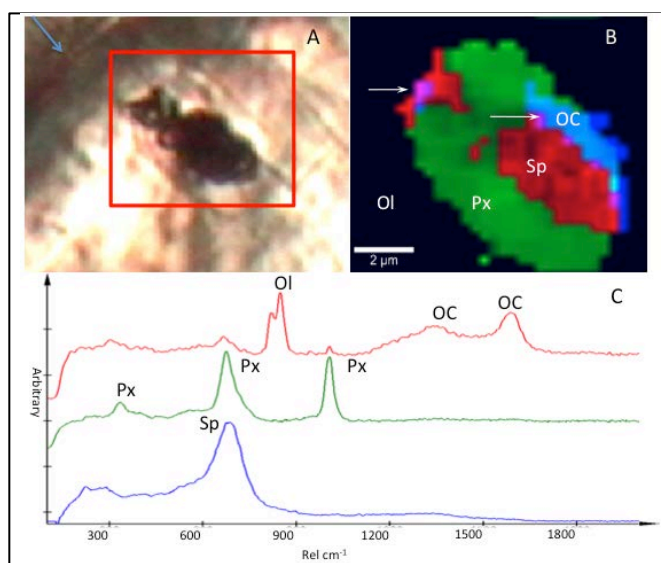 A
B
OC
Sp
Ol
Px
2 µm
C
Ol
OC
OC
Px
Px
Px
Sp
Arbitrary
300
600
900
1200
1500
1800
Rel cm⁻¹